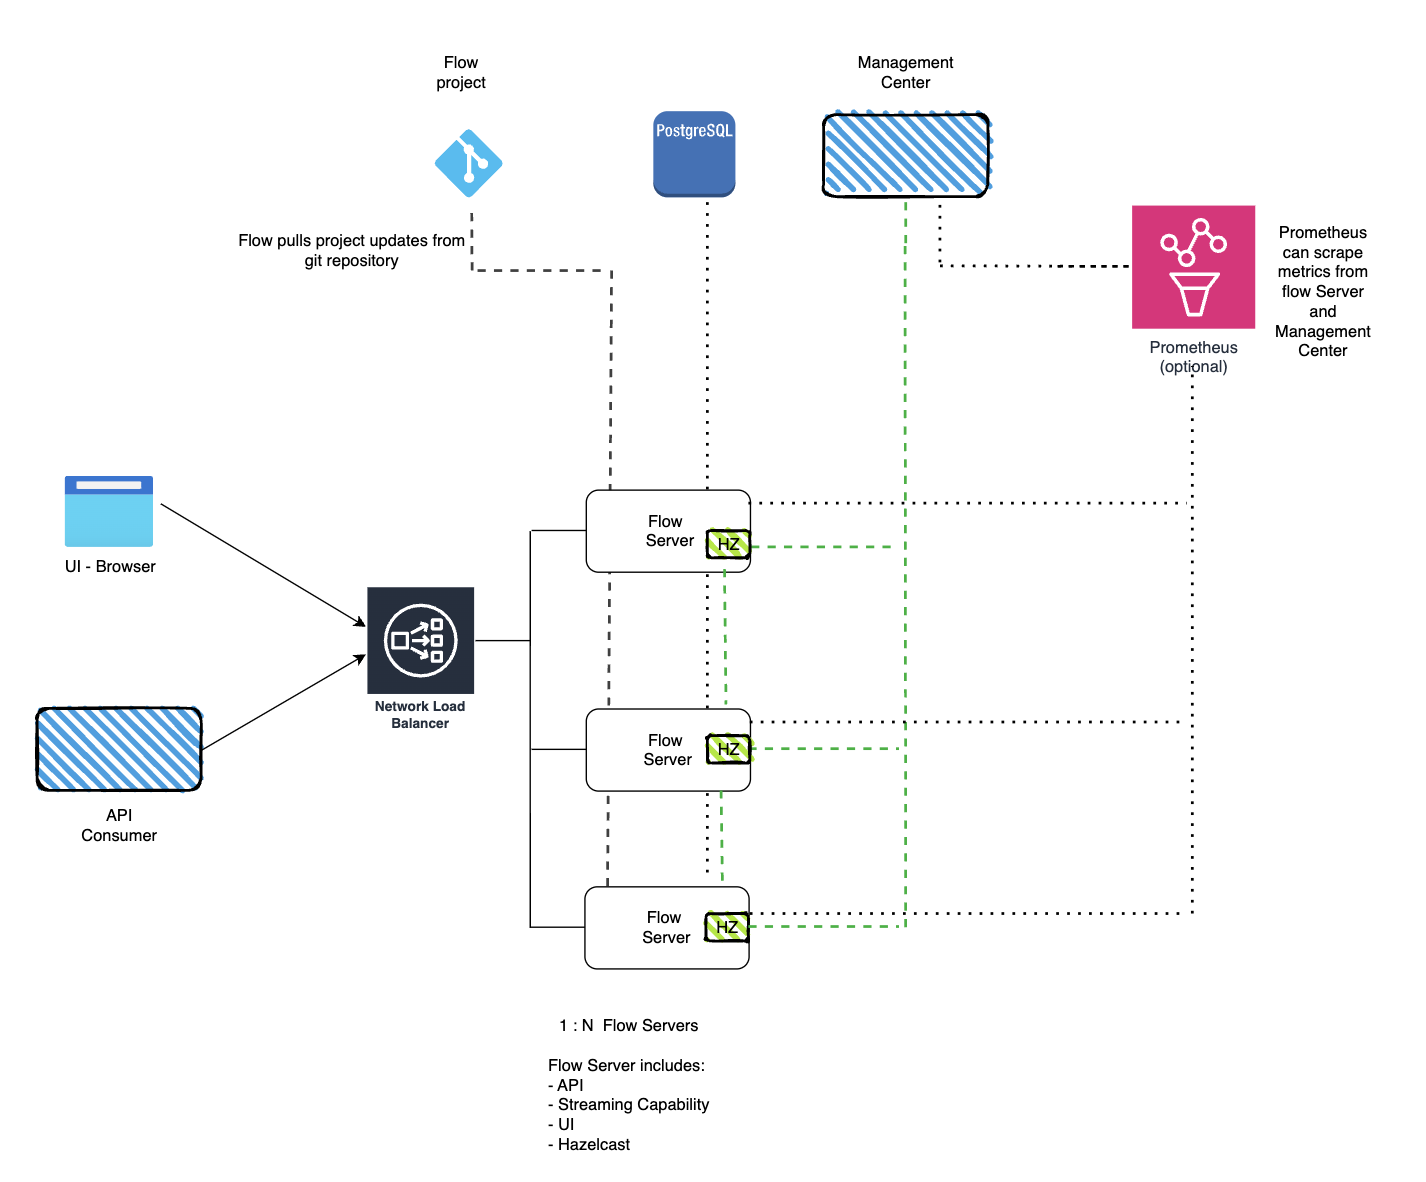 Flow
project
Management
Center
PostgreSQL
Flow pulls project updates from
git repository
Prometheus
can scrape
metrics from
flow Server
and
Management
Center
Prometheus
(optional)
UI - Browser
Flow
Server
HZ
Network Load
Balancer
Flow
Server
HZ
API
Consumer
Flow
Server
HZ
1 : N  Flow Servers
Flow Server includes:
- API
- Streaming Capability
- UI
- Hazelcast